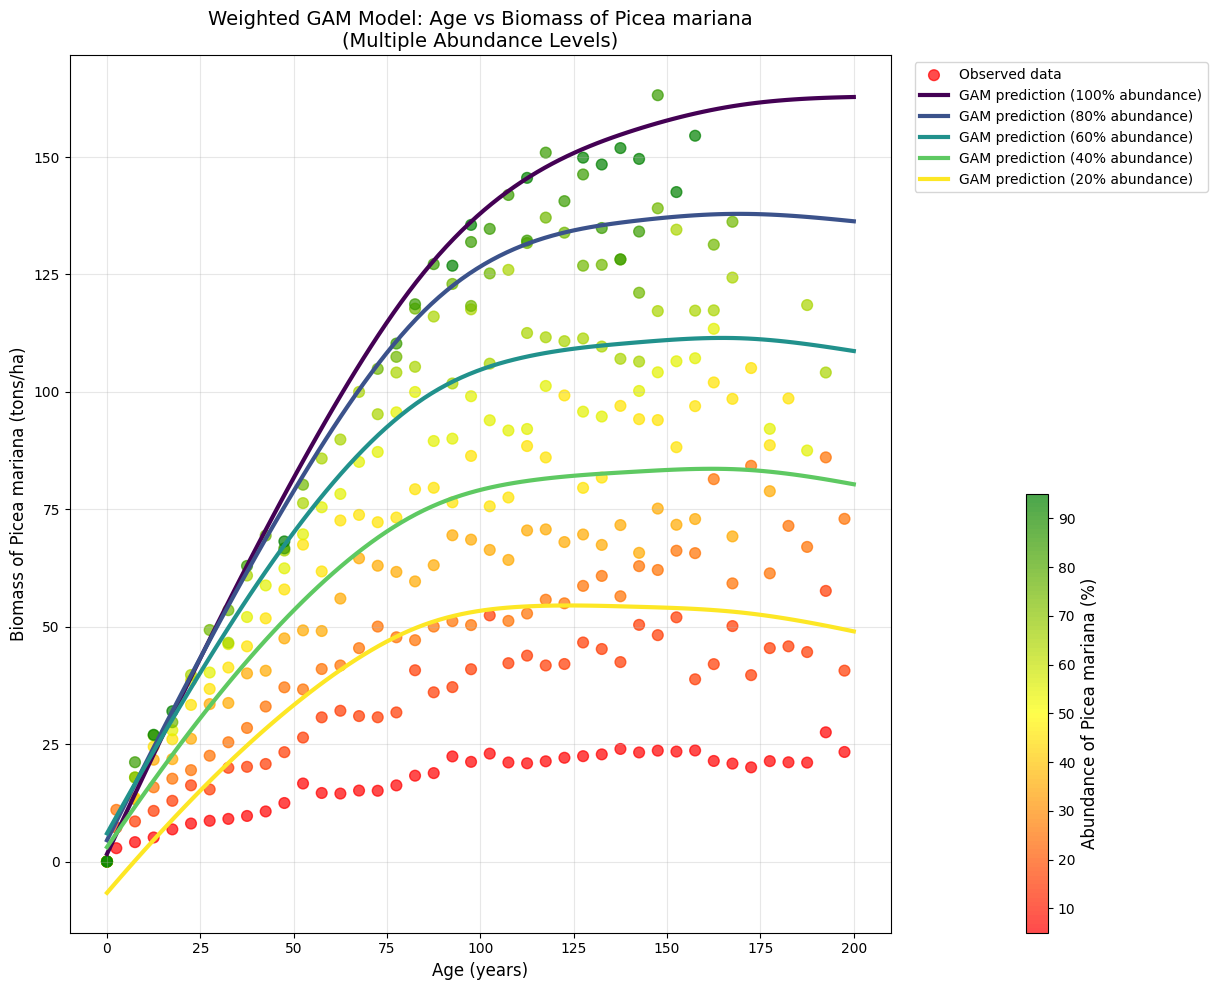 Weighted GAM Model: Age vs Biomass of Picea mariana
(Multiple Abundance Levels)
Observed data
GAM prediction (100% abundance)
GAM prediction (80% abundance)
GAM prediction (60% abundance)
GAM prediction (40% abundance)
GAM prediction (20% abundance)
Biomass of Picea mariana (tons/ha)
150
125
100
75
50
25
0
0
25
50
75
100
125
150
175
200
Age (years)
90
80
70
60
50
40
30
20
10
Abundance of Picea mariana (%)